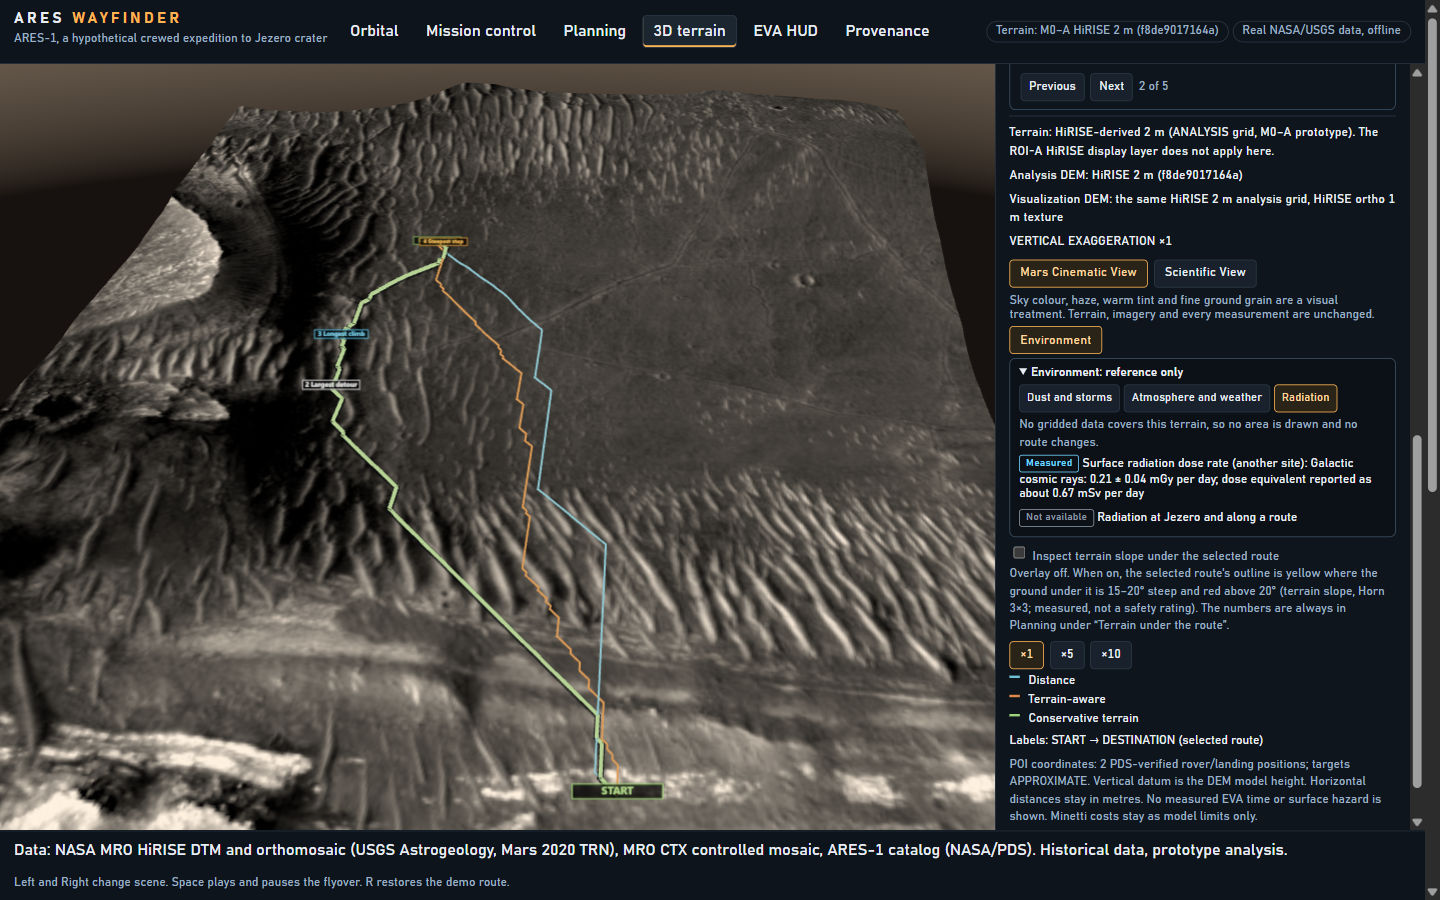 ARES WAYFINDER
ARES-1, a hypothetical crewed expedition to Jezero crater
Orbital
Mission control
Planning
3D terrain
EVA HUD
Provenance
Terrain: M0-A HiRISE 2 m (f8de9017164a)
Real NASA/USGS data, offline
Previous
Next
2 of 5
Terrain: HiRISE-derived 2 m (ANALYSIS grid, M0-A prototype). The
ROI-A HiRISE display layer does not apply here.
Analysis DEM: HiRISE 2 m (f8de9017164a)
Visualization DEM: the same HiRISE 2 m analysis grid, HiRISE ortho 1
m texture
VERTICAL EXAGGERATION ×1
Mars Cinematic View
Scientific View
Sky colour, haze, warm tint and fine ground grain are a visual
treatment. Terrain, imagery and every measurement are unchanged.
Environment
▼ Environment: reference only
Dust and storms
Atmosphere and weather
Radiation
No gridded data covers this terrain, so no area is drawn and no
route changes.
Measured Surface radiation dose rate (another site): Galactic
cosmic rays: 0.21 ± 0.04 mGy per day; dose equivalent reported as
about 0.67 mSv per day
Not available Radiation at Jezero and along a route
Inspect terrain slope under the selected route
Overlay off. When on, the selected route's outline is yellow where the
ground under it is 15–20° steep and red above 20° (terrain slope, Horn
3×3; measured, not a safety rating). The numbers are always in
Planning under “Terrain under the route”.
×1
×5
×10
Distance
Terrain-aware
Conservative terrain
Labels: START → DESTINATION (selected route)
POI coordinates: 2 PDS-verified rover/landing positions; targets
APPROXIMATE. Vertical datum is the DEM model height. Horizontal
distances stay in metres. No measured EVA time or surface hazard is
shown. Minetti costs stay as model limits only.
4 Steepest step
3 Longest climb
2 Largest detour
START
Data: NASA MRO HiRISE DTM and orthomosaic (USGS Astrogeology, Mars 2020 TRN), MRO CTX controlled mosaic, ARES-1 catalog (NASA/PDS). Historical data, prototype analysis.
Left and Right change scene. Space plays and pauses the flyover. R restores the demo route.